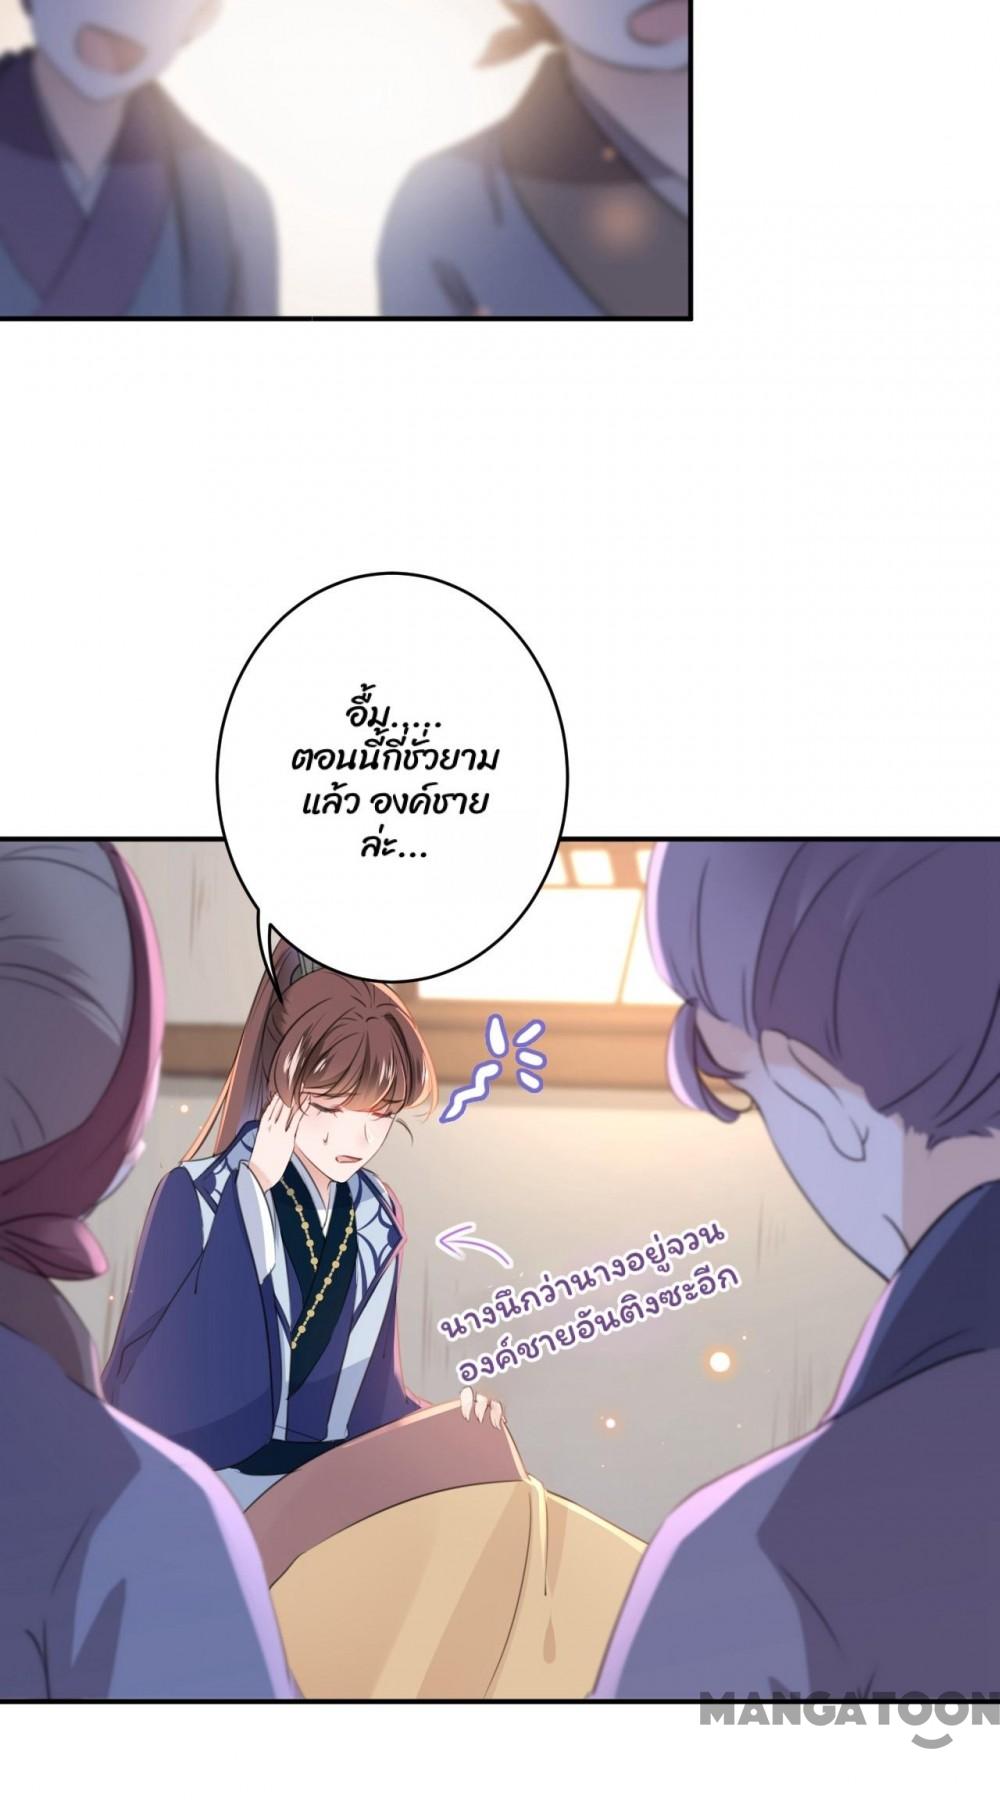 อื้ม.....
ตอนนี้กี่ชั่วยาม
แล้ว องค์ชาย
ล่ะ...
นางนึกว่านางอยู่จวน
องค์ชายอันติงซะอีก
MANGATOON